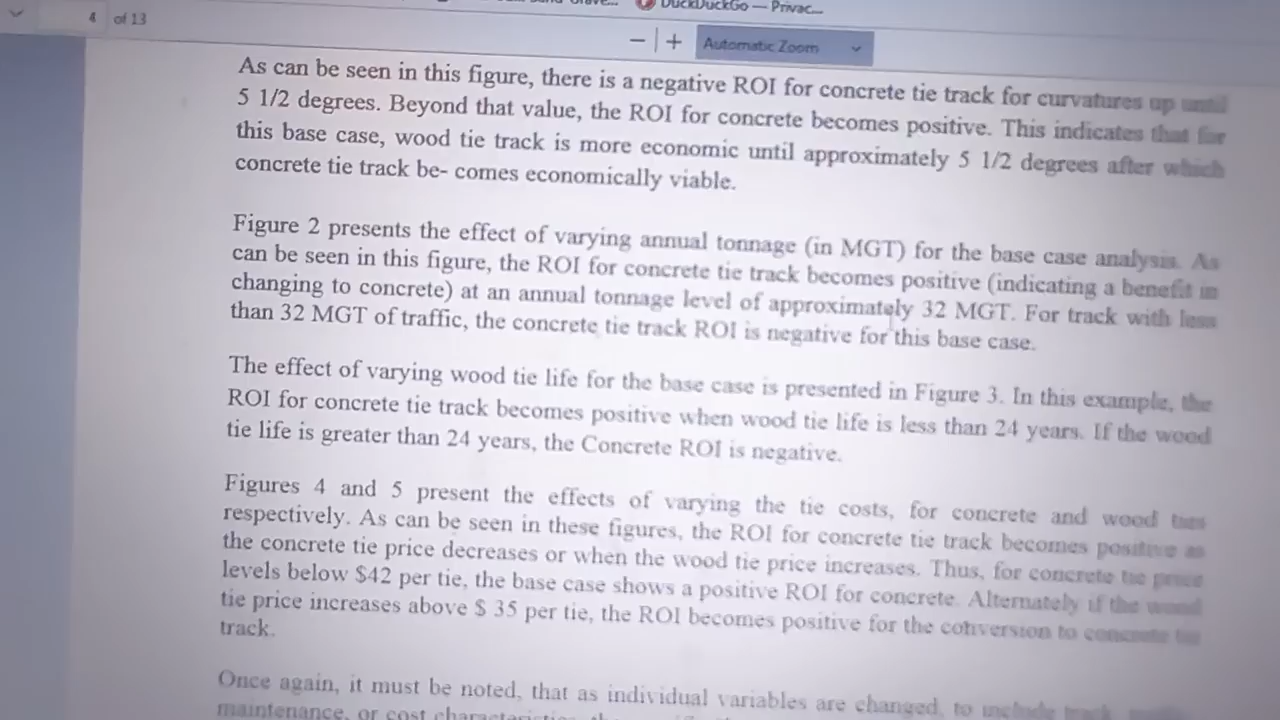 DuckDuckGo — Privac...
4 of 13
Automatic Zoom
As can be seen in this figure, there is a negative ROI for concrete tie track for curvatures up until
5 1/2 degrees. Beyond that value, the ROI for concrete becomes positive. This indicates that for
this base case, wood tie track is more economic until approximately 5 1/2 degrees after which
concrete tie track be- comes economically viable.
Figure 2 presents the effect of varying annual tonnage (in MGT) for the base case analysis. As
can be seen in this figure, the ROI for concrete tie track becomes positive (indicating a benefit in
changing to concrete) at an annual tonnage level of approximately 32 MGT. For track with less
than 32 MGT of traffic, the concrete tie track ROI is negative for this base case.
The effect of varying wood tie life for the base case is presented in Figure 3. In this example, the
ROI for concrete tie track becomes positive when wood tie life is less than 24 years. If the wood
tie life is greater than 24 years, the Concrete ROI is negative.
Figures 4 and 5 present the effects of varying the tie costs, for concrete and wood ties
respectively. As can be seen in these figures, the ROI for concrete tie track becomes positive as
the concrete tie price decreases or when the wood tie price increases. Thus, for concrete tie price
levels below $42 per tie, the base case shows a positive ROI for concrete. Alternately if the wood
tie price increases above $ 35 per tie, the ROI becomes positive for the conversion to concrete tie
track.
Once again, it must be noted, that as individual variables are changed, to include track,
maintenance, or cost characteristics,